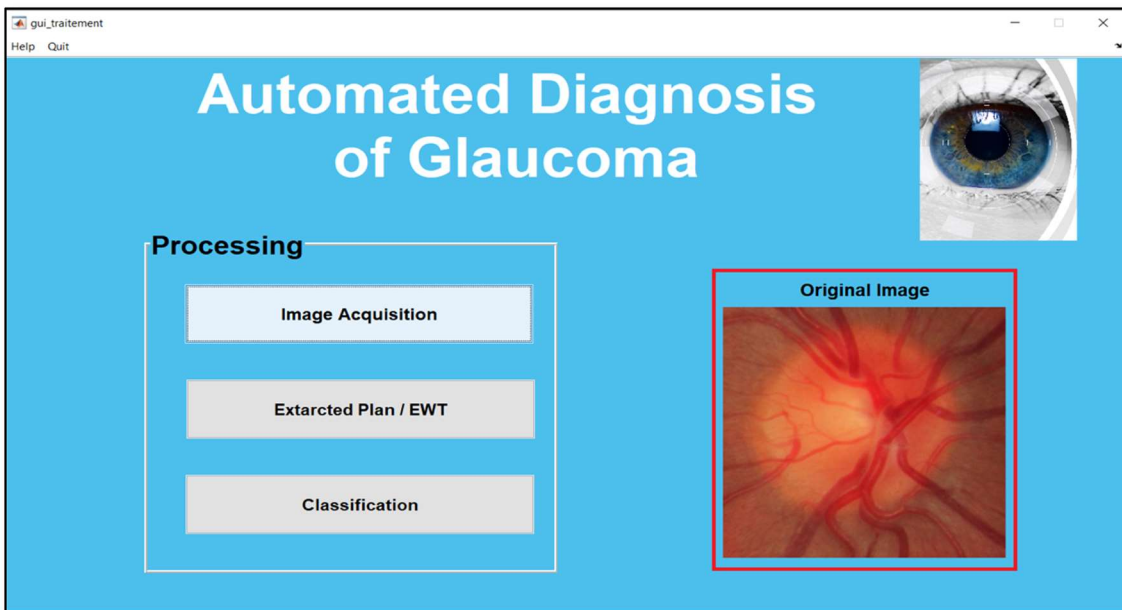 gui_traitement
Help Quit
Automated Diagnosis
of Glaucoma
Processing
Image Acquisition
Extarcted Plan / EWT
Classification
Original Image